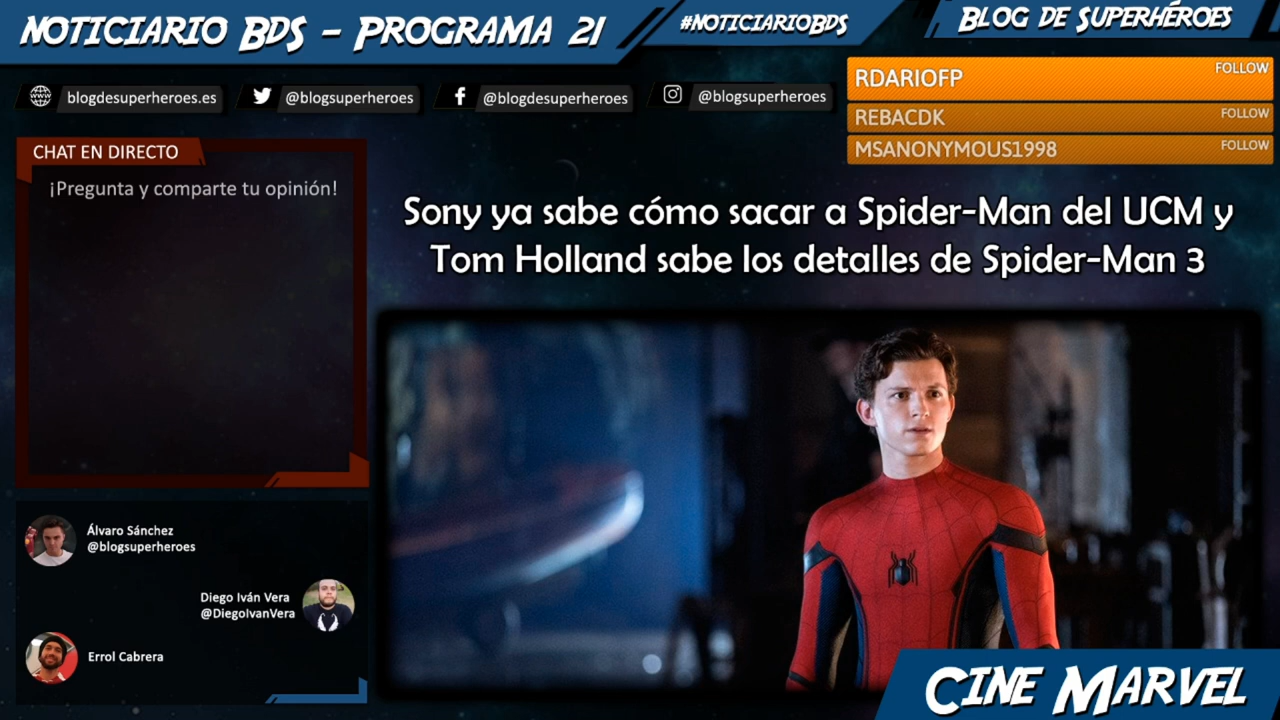 NOTICIARIO BDS - PROGRAMA 21
#NOTICIARIOBDS
BLOG DE SUPERHÉROES
www
blogdesuperheroes.es
@blogsuperheroes
@blogdesuperheroes
@blogsuperheroes
RDARIOFP FOLLOW
REBACDK FOLLOW
MSANONYMOUS1998 FOLLOW
CHAT EN DIRECTO
¡Pregunta y comparte tu opinión!
Sony ya sabe cómo sacar a Spider-Man del UCM y
Tom Holland sabe los detalles de Spider-Man 3
Álvaro Sánchez
@blogsuperheroes
Diego Iván Vera
@DiegoIvanVera
Errol Cabrera
CINE MARVEL